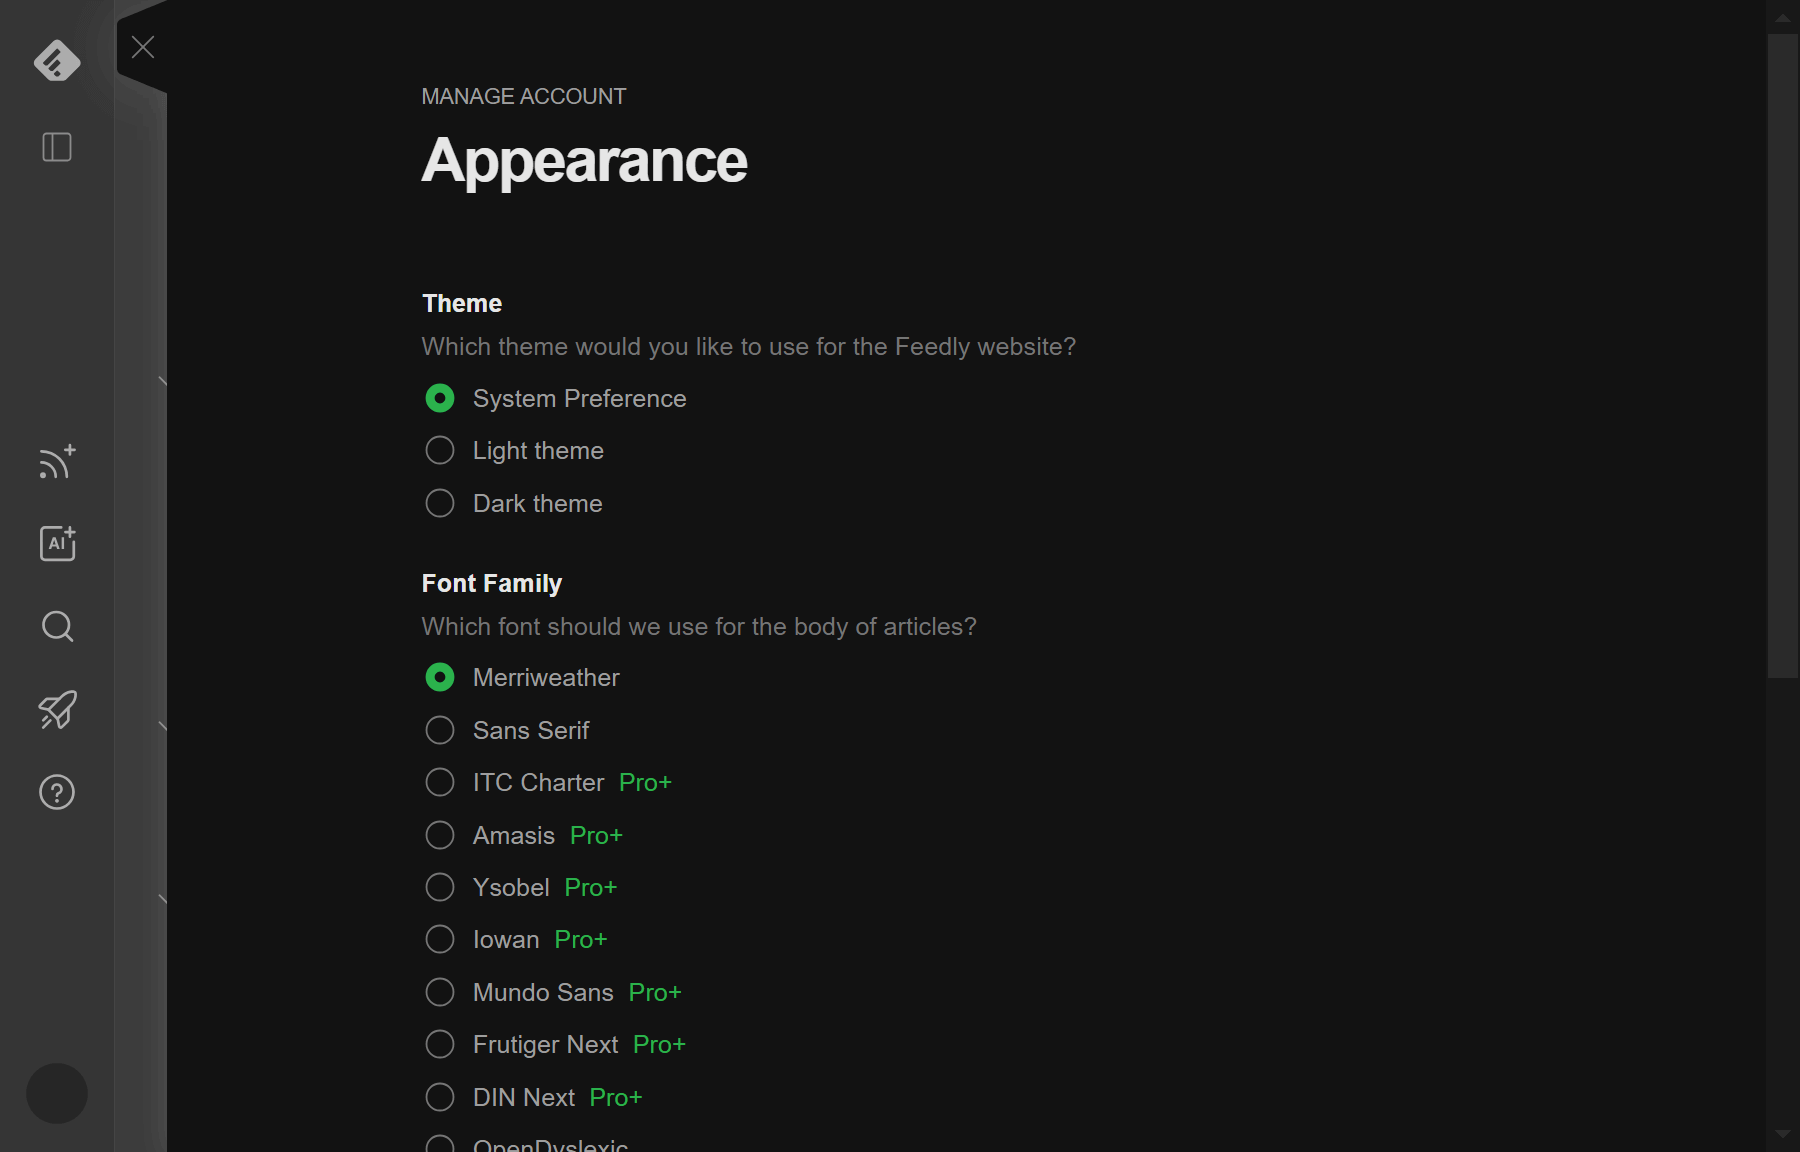 MANAGE ACCOUNT
Appearance
Theme
Which theme would you like to use for the Feedly website?
System Preference
Light theme
Dark theme
Font Family
Which font should we use for the body of articles?
Merriweather
Sans Serif
ITC Charter Pro+
Amasis Pro+
Ysobel Pro+
Iowan Pro+
Mundo Sans Pro+
Frutiger Next Pro+
DIN Next Pro+
OpenDyslexic
AI